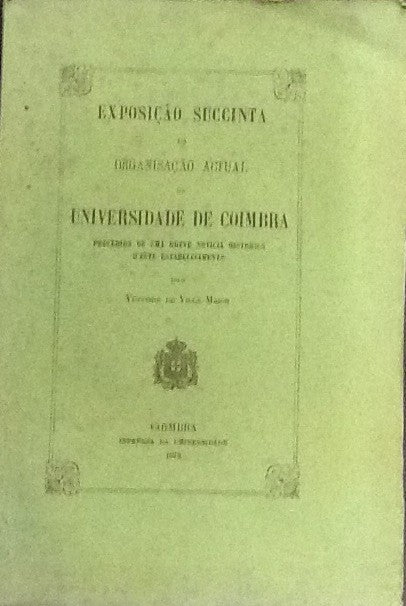 EXPOSIÇÃO SUCCINTA
DA
ORGANISAÇÃO ACTUAL
DA
UNIVERSIDADE DE COIMBRA
PRECEDIDA DE UMA BREVE NOTICIA HISTORICA
D'ESTE ESTABELECIMENTO
PELO
VISCONDE DE VILLA MAIOR
COIMBRA
IMPRENSA DA UNIVERSIDADE